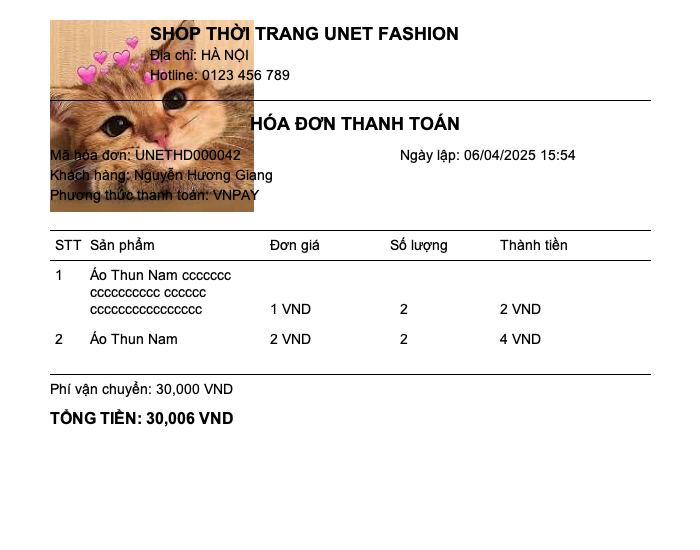 SHOP THỜI TRANG UNET FASHION
Địa chỉ: HÀ NỘI
Hotline: 0123 456 789
HÓA ĐƠN THANH TOÁN
Mã hóa đơn: UNETHD000042 Ngày lập: 06/04/2025 15:54
Khách hàng: Nguyễn Hương Giang
Phương thức thanh toán: VNPAY
STT Sản phẩm Đơn giá Số lượng Thành tiền
1 Áo Thun Nam ccccccc
cccccccccc cccccc
cccccccccccccccc 1 VND 2 2 VND
2 Áo Thun Nam 2 VND 2 4 VND
Phí vận chuyển: 30,000 VND
TỔNG TIỀN: 30,006 VND